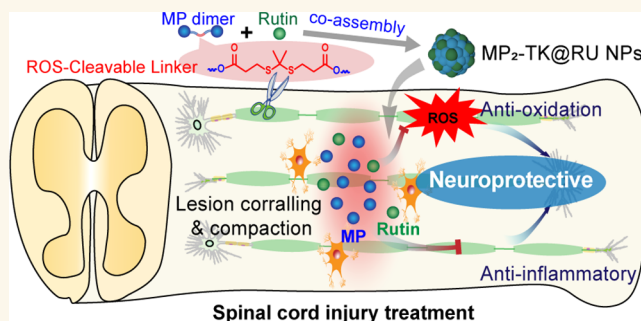 MP dimer + Rutin co-assembly
ROS-Cleavable Linker
O O
O S S O
MP₂-TK@RU NPs
ROS
Anti-oxidation
Neuroprotective
Lesion corralling
& compaction
MP
Rutin
Anti-inflammatory
Spinal cord injury treatment